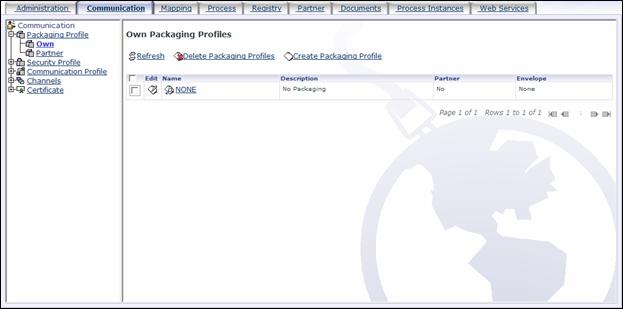 Administration Communication Mapping Process Registry Partner Documents Process Instances Web Services
Communication
Packaging Profile
Own
Partner
Security Profile
Communication Profile
Channels
Certificate
Own Packaging Profiles
Refresh Delete Packaging Profiles Create Packaging Profile
Edit Name Description Partner Envelope
NONE No Packaging No None
Page 1 of 1 Rows 1 to 1 of 1